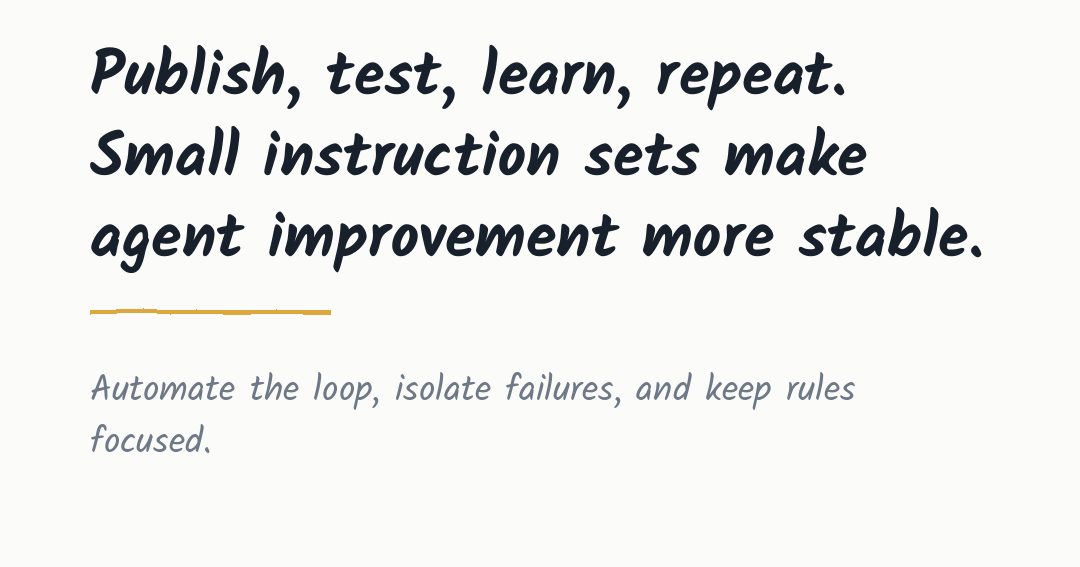 Publish, test, learn, repeat.
Small instruction sets make
agent improvement more stable.
Automate the loop, isolate failures, and keep rules
focused.